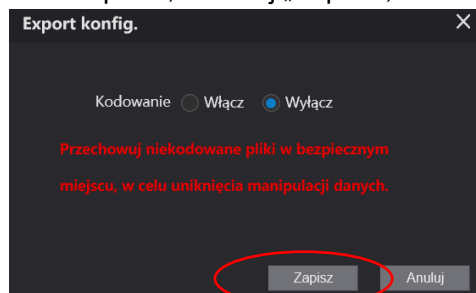 Export konfig.
Kodowanie Włącz Wyłącz
Przechowuj niekodowane pliki w bezpiecznym
miejscu, w celu uniknięcia manipulacji danych.
Zapisz Anuluj